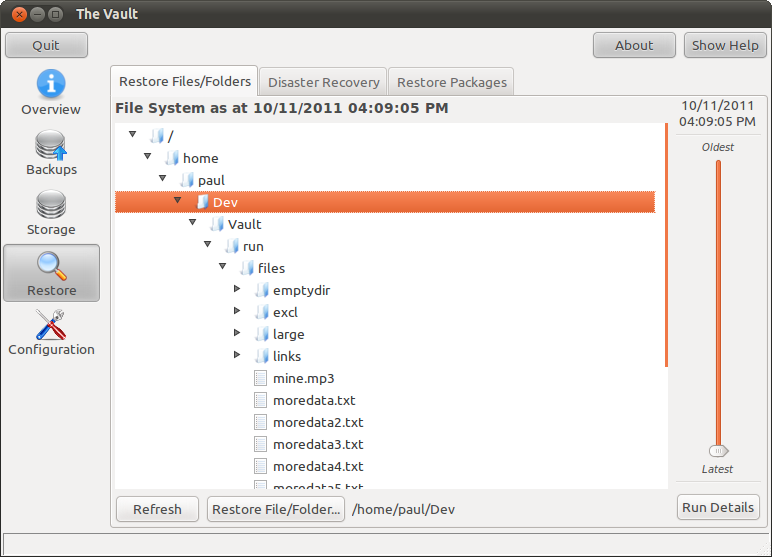 The Vault
Quit
About
Show Help
Overview
Backups
Storage
Restore
Configuration
Restore Files/Folders
Disaster Recovery
Restore Packages
File System as at 10/11/2011 04:09:05 PM
/
home
paul
Dev
Vault
run
files
emptydir
excl
large
links
mine.mp3
moredata.txt
moredata2.txt
moredata3.txt
moredata4.txt
moredata5.txt
10/11/2011
04:09:05 PM
Oldest
Latest
Refresh
Restore File/Folder...
/home/paul/Dev
Run Details